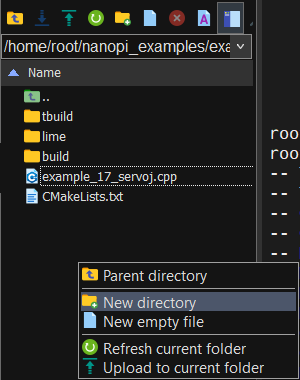 /home/root/nanopi_examples/exa
Name
..
tbuild
lime
build
example_17_servoj.cpp
CMakeLists.txt
roo
roo
--
--
--
--
--
--
Parent directory
New directory
New empty file
Refresh current folder
Upload to current folder